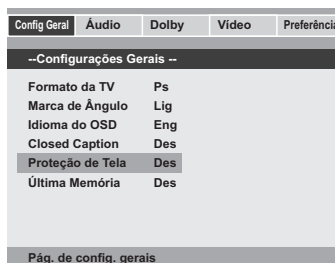 Config Geral Áudio Dolby Vídeo Preferência
--Configurações Gerais --
Formato da TV Ps
Marca de Ângulo Lig
Idioma do OSD Eng
Closed Caption Des
Proteção de Tela Des
Última Memória Des
Pág. de config. gerais